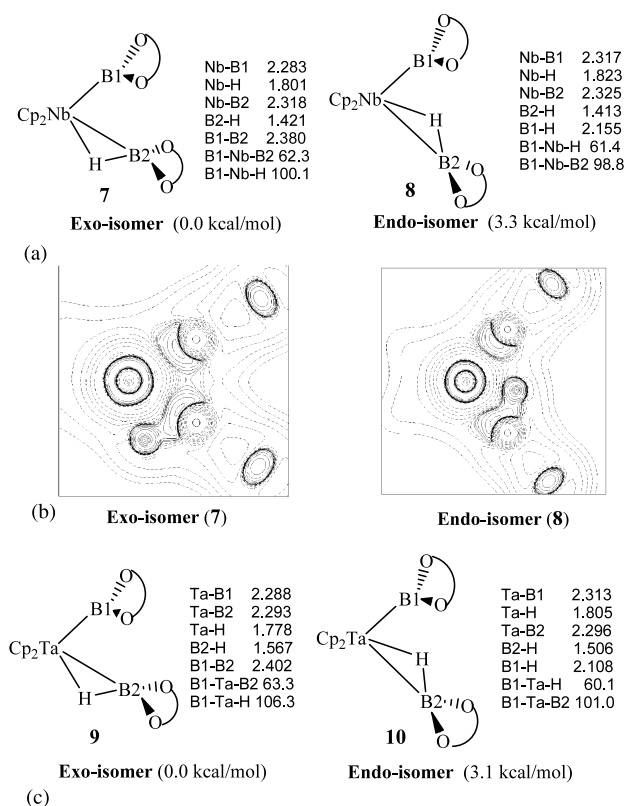 (a)
O
O
B1
Cp₂Nb
H
B2
O
O
7
Nb-B1 2.283
Nb-H 1.801
Nb-B2 2.318
B2-H 1.421
B1-B2 2.380
B1-Nb-B2 62.3
B1-Nb-H 100.1
Exo-isomer (0.0 kcal/mol)
O
O
B1
Cp₂Nb
H
B2
O
O
8
Nb-B1 2.317
Nb-H 1.823
Nb-B2 2.325
B2-H 1.413
B1-H 2.155
B1-Nb-H 61.4
B1-Nb-B2 98.8
Endo-isomer (3.3 kcal/mol)
(b)
Exo-isomer (7)
Endo-isomer (8)
O
O
B1
Cp₂Ta
H
B2
O
O
9
Ta-B1 2.288
Ta-B2 2.293
Ta-H 1.778
B2-H 1.567
B1-B2 2.402
B1-Ta-B2 63.3
B1-Ta-H 106.3
Exo-isomer (0.0 kcal/mol)
O
O
B1
Cp₂Ta
H
B2
O
O
10
Ta-B1 2.313
Ta-H 1.805
Ta-B2 2.296
B2-H 1.506
B1-H 2.108
B1-Ta-H 60.1
B1-Ta-B2 101.0
Endo-isomer (3.1 kcal/mol)
(c)